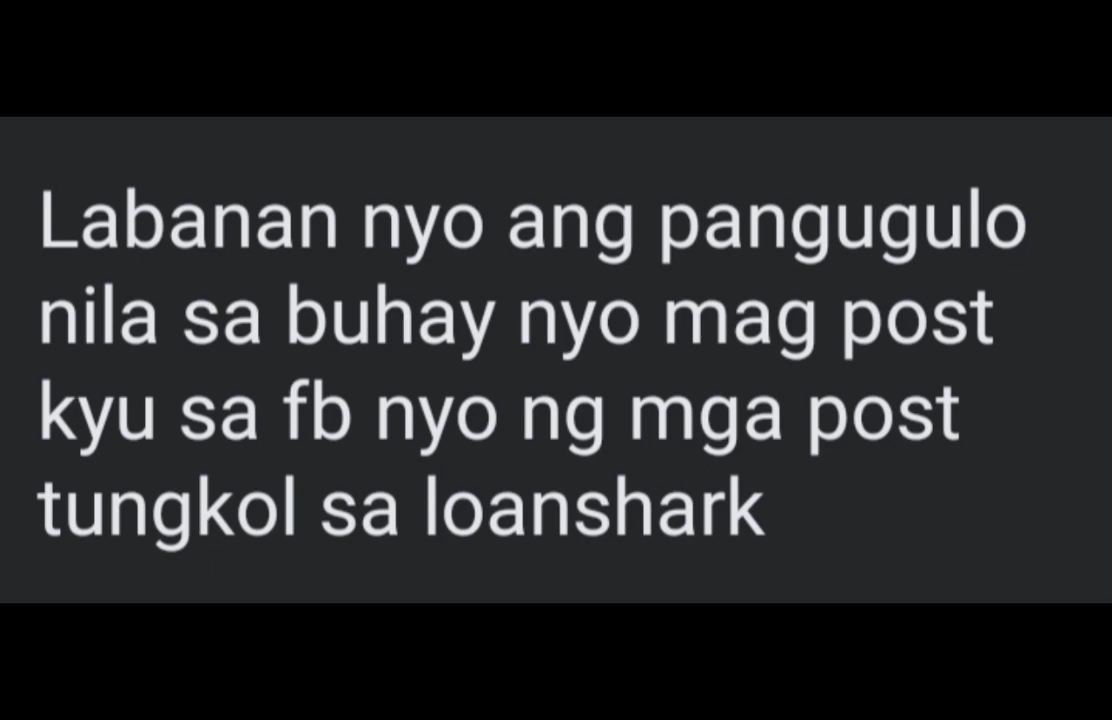 Labanan nyo ang pangugulo
nila sa buhay nyo mag post
kyu sa fb nyo ng mga post
tungkol sa loanshark